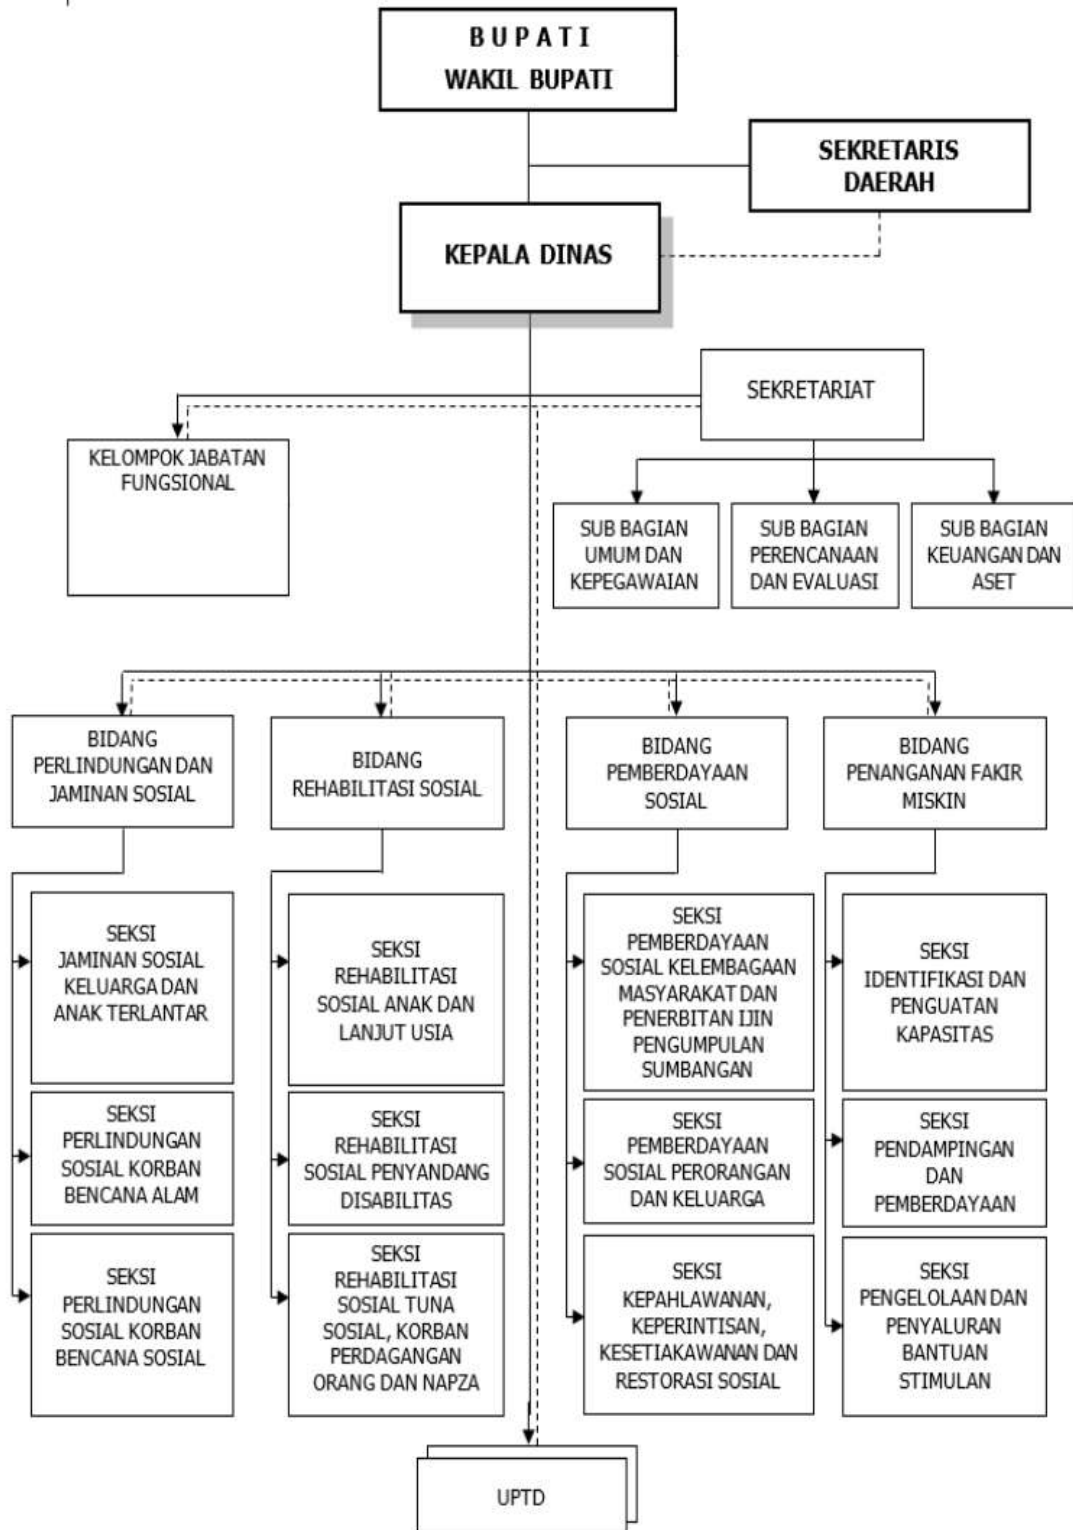 BUPATI
WAKIL BUPATI
SEKRETARIS
DAERAH
KEPALA DINAS
SEKRETARIAT
KELOMPOK JABATAN
FUNGSIONAL
SUB BAGIAN
UMUM DAN
KEPEGAWAIAN
SUB BAGIAN
PERENCANAAN
DAN EVALUASI
SUB BAGIAN
KEUANGAN DAN
ASET
BIDANG
PERLINDUNGAN DAN
JAMINAN SOSIAL
BIDANG
REHABILITASI SOSIAL
BIDANG
PEMBERDAYAAN
SOSIAL
BIDANG
PENANGANAN FAKIR
MISKIN
SEKSI
JAMINAN SOSIAL
KELUARGA DAN
ANAK TERLANTAR
SEKSI
REHABILITASI
SOSIAL ANAK DAN
LANJUT USIA
SEKSI
PEMBERDAYAAN
SOSIAL KELEMBAGAAN
MASYARAKAT DAN
PENERBITAN IJIN
PENGUMPULAN
SUMBANGAN
SEKSI
IDENTIFIKASI DAN
PENGUATAN
KAPASITAS
SEKSI
PERLINDUNGAN
SOSIAL KORBAN
BENCANA ALAM
SEKSI
REHABILITASI
SOSIAL PENYANDANG
DISABILITAS
SEKSI
PEMBERDAYAAN
SOSIAL PERORANGAN
DAN KELUARGA
SEKSI
PENDAMPINGAN
DAN
PEMBERDAYAAN
SEKSI
PERLINDUNGAN
SOSIAL KORBAN
BENCANA SOSIAL
SEKSI
REHABILITASI
SOSIAL TUNA
SOSIAL, KORBAN
PERDAGANGAN
ORANG DAN NAPZA
SEKSI
KEPAHLAWANAN,
KEPERINTISAN,
KESETIAKAWANAN DAN
RESTORASI SOSIAL
SEKSI
PENGELOLAAN DAN
PENYALURAN
BANTUAN
STIMULAN
UPTD